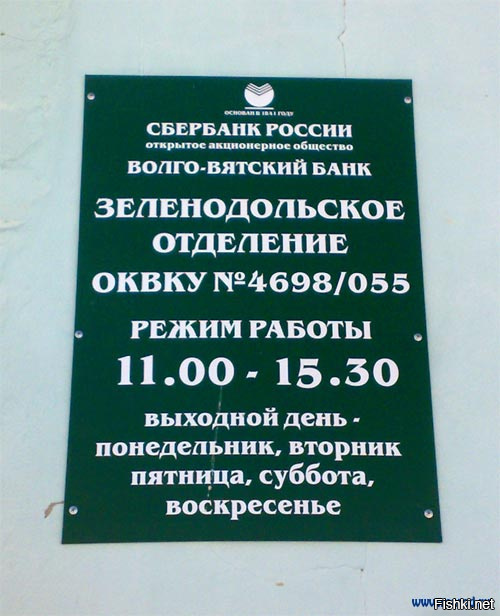 ОСНОВАН В 1841 ГОДУ
СБЕРБАНК РОССИИ
открытое акционерное общество
ВОЛГО-ВЯТСКИЙ БАНК
ЗЕЛЕНОДОЛЬСКОЕ
ОТДЕЛЕНИЕ
ОКВКУ №4698/055
РЕЖИМ РАБОТЫ
11.00 - 15.30
выходной день -
понедельник, вторник
пятница, суббота,
воскресенье
Fishki.net